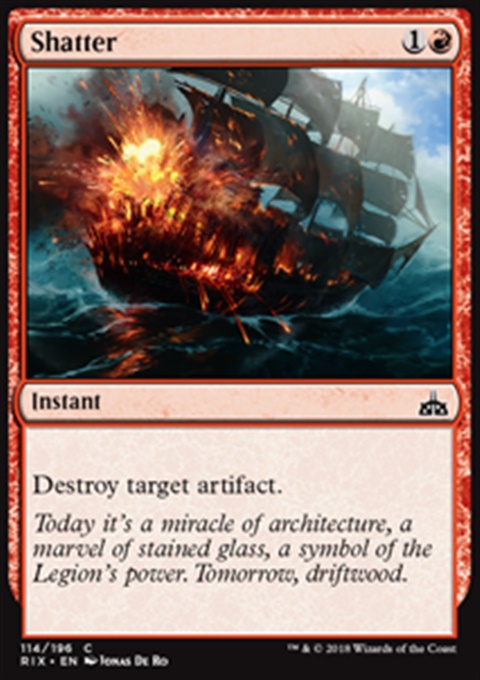 Shatter 1
Instant
Destroy target artifact.
Today it's a miracle of architecture, a
marvel of stained glass, a symbol of the
Legion's power. Tomorrow, driftwood.
114/196 C
RIX • EN Jonas De Ro
™ & © 2018 Wizards of the Coast